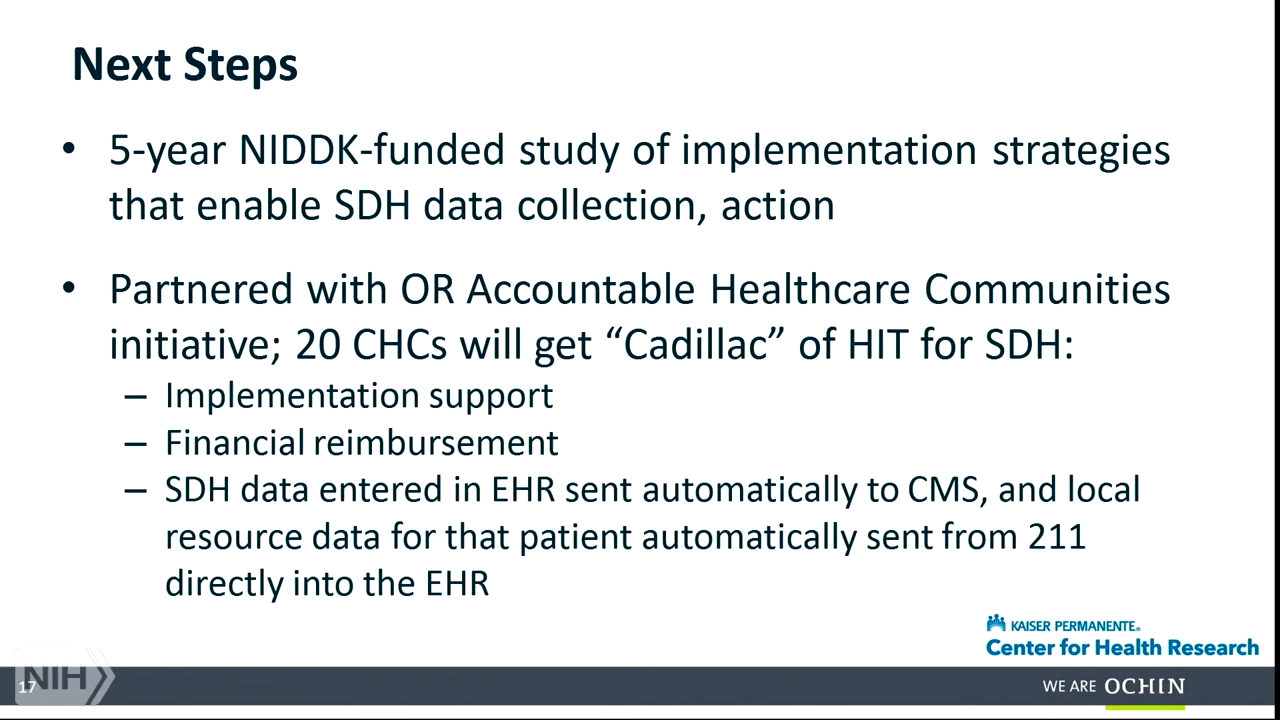 Next Steps
• 5-year NIDDK-funded study of implementation strategies
that enable SDH data collection, action
• Partnered with OR Accountable Healthcare Communities
initiative; 20 CHCs will get “Cadillac” of HIT for SDH:
– Implementation support
– Financial reimbursement
– SDH data entered in EHR sent automatically to CMS, and local
resource data for that patient automatically sent from 211
directly into the EHR
KAISER PERMANENTE®
Center for Health Research
17
NIH
WE ARE OCHIN